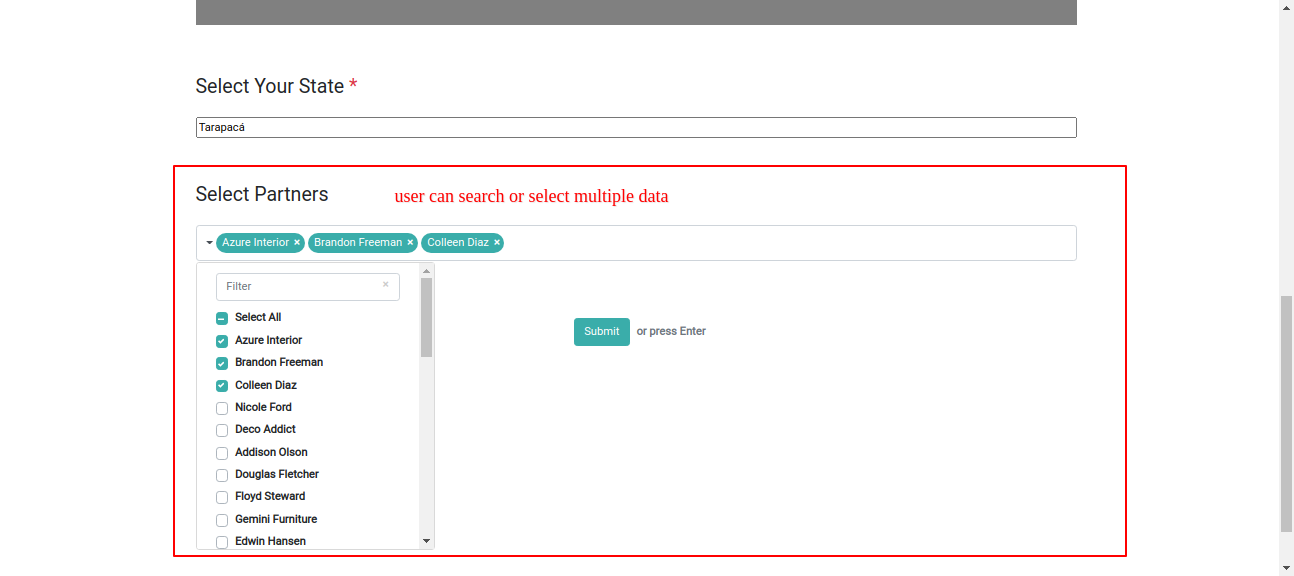 Select Your State *
Tarapacá
Select Partners
user can search or select multiple data
Azure Interior × Brandon Freeman × Colleen Diaz ×
Filter ×
Select All
Azure Interior
Brandon Freeman
Colleen Diaz
Nicole Ford
Deco Addict
Addison Olson
Douglas Fletcher
Floyd Steward
Gemini Furniture
Edwin Hansen
Submit or press Enter